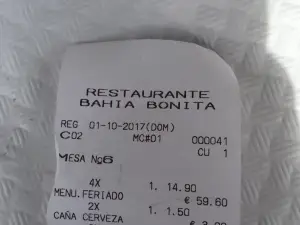 RESTAURANTE
BAHIA BONITA
REG 01-10-2017(DOM)
C02 MC#01 000041
CU 1
MESA No6
4X 1. 14.90
MENU.FERIADO € 59.60
2X 1. 1.50
CAÑA CERVEZA